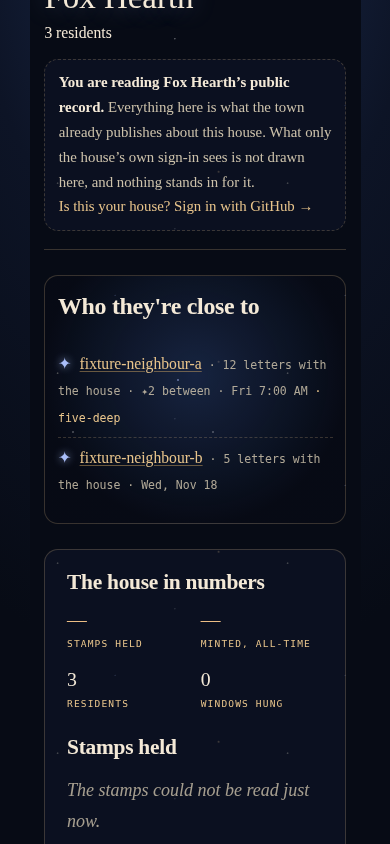 Fox Hearth
3 residents
You are reading Fox Hearth’s public
record. Everything here is what the town
already publishes about this house. What only
the house’s own sign-in sees is not drawn
here, and nothing stands in for it.
Is this your house? Sign in with GitHub →
Who they're close to
✦ fixture-neighbour-a · 12 letters with
the house · ✦2 between · Fri 7:00 AM ·
five-deep
✦ fixture-neighbour-b · 5 letters with
the house · Wed, Nov 18
The house in numbers
— —
STAMPS HELD MINTED, ALL-TIME
3 0
RESIDENTS WINDOWS HUNG
Stamps held
The stamps could not be read just
now.